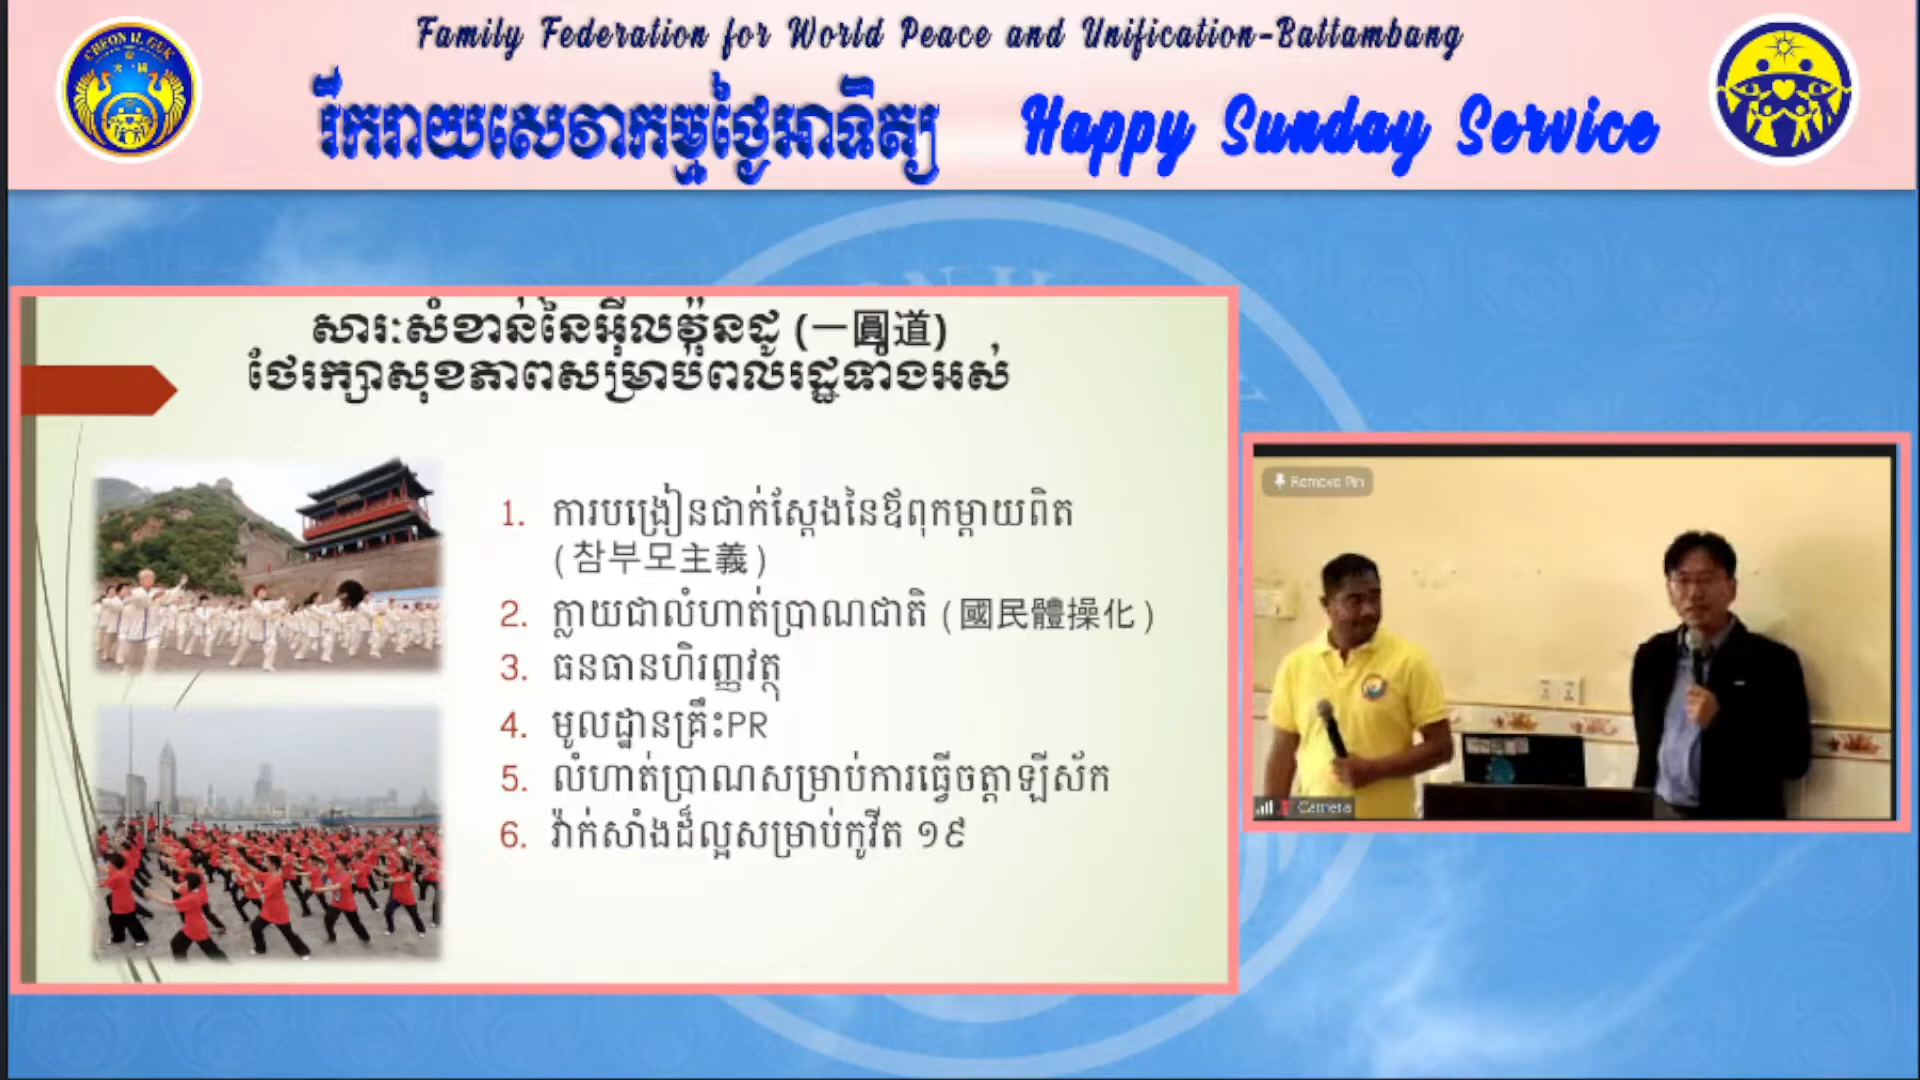 CHEON IL GUK
Family Federation for World Peace and Unification-Battambang
រីករាយសេវាកម្មថ្ងៃអាទិត្យ Happy Sunday Service
សារៈសំខាន់នៃអ៊ីលវ៉ុនដូ (一圓道)
ថែរក្សាសុខភាពសម្រាប់ពលរដ្ឋទាំងអស់
1. ការបង្រៀនជាក់ស្តែងនៃឪពុកម្តាយពិត
(참부모主義)
2. ក្លាយជាលំហាត់ប្រាណជាតិ (國民體操化)
3. ធនធានហិរញ្ញវត្ថុ
4. មូលដ្ឋានគ្រឹះPR
5. លំហាត់ប្រាណសម្រាប់ការធ្វើចត្តាឡីស័ក
6. វ៉ាក់សាំងដ៏ល្អសម្រាប់កូវីត ១៩
Remove Pin
Camera